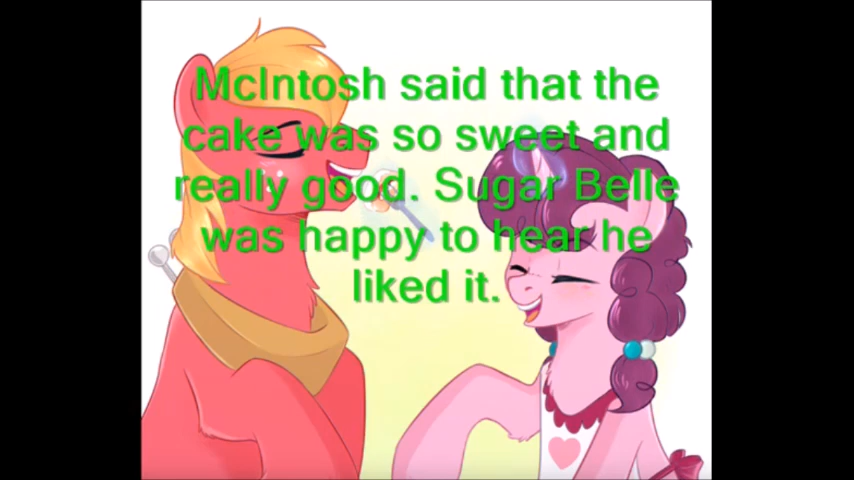 McIntosh said that the
cake was so sweet and
really good. Sugar Belle
was happy to hear he
liked it.